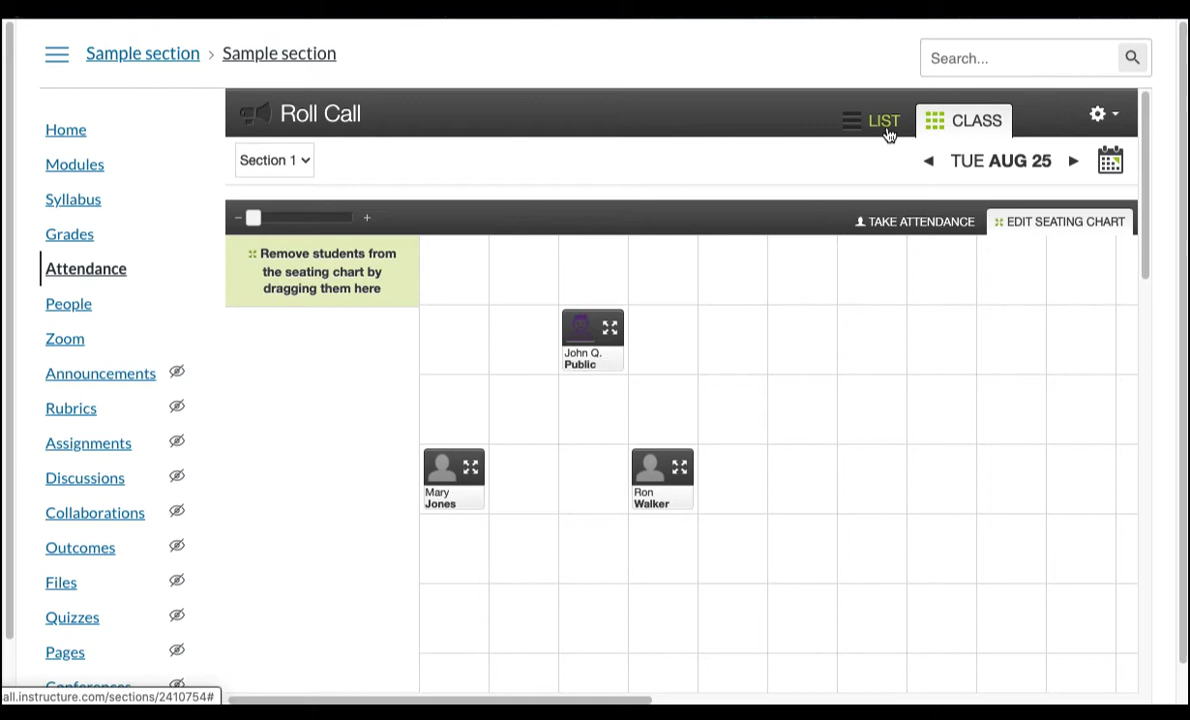 Sample section > Sample section
Search...
Home
Modules
Syllabus
Grades
Attendance
People
Zoom
Announcements
Rubrics
Assignments
Discussions
Collaborations
Outcomes
Files
Quizzes
Pages
Conferences
all.instructure.com/sections/2410754#
Roll Call
LIST
CLASS
Section 1
TUE AUG 25
- +
TAKE ATTENDANCE
EDIT SEATING CHART
Remove students from
the seating chart by
dragging them here
John Q.
Public
Mary
Jones
Ron
Walker